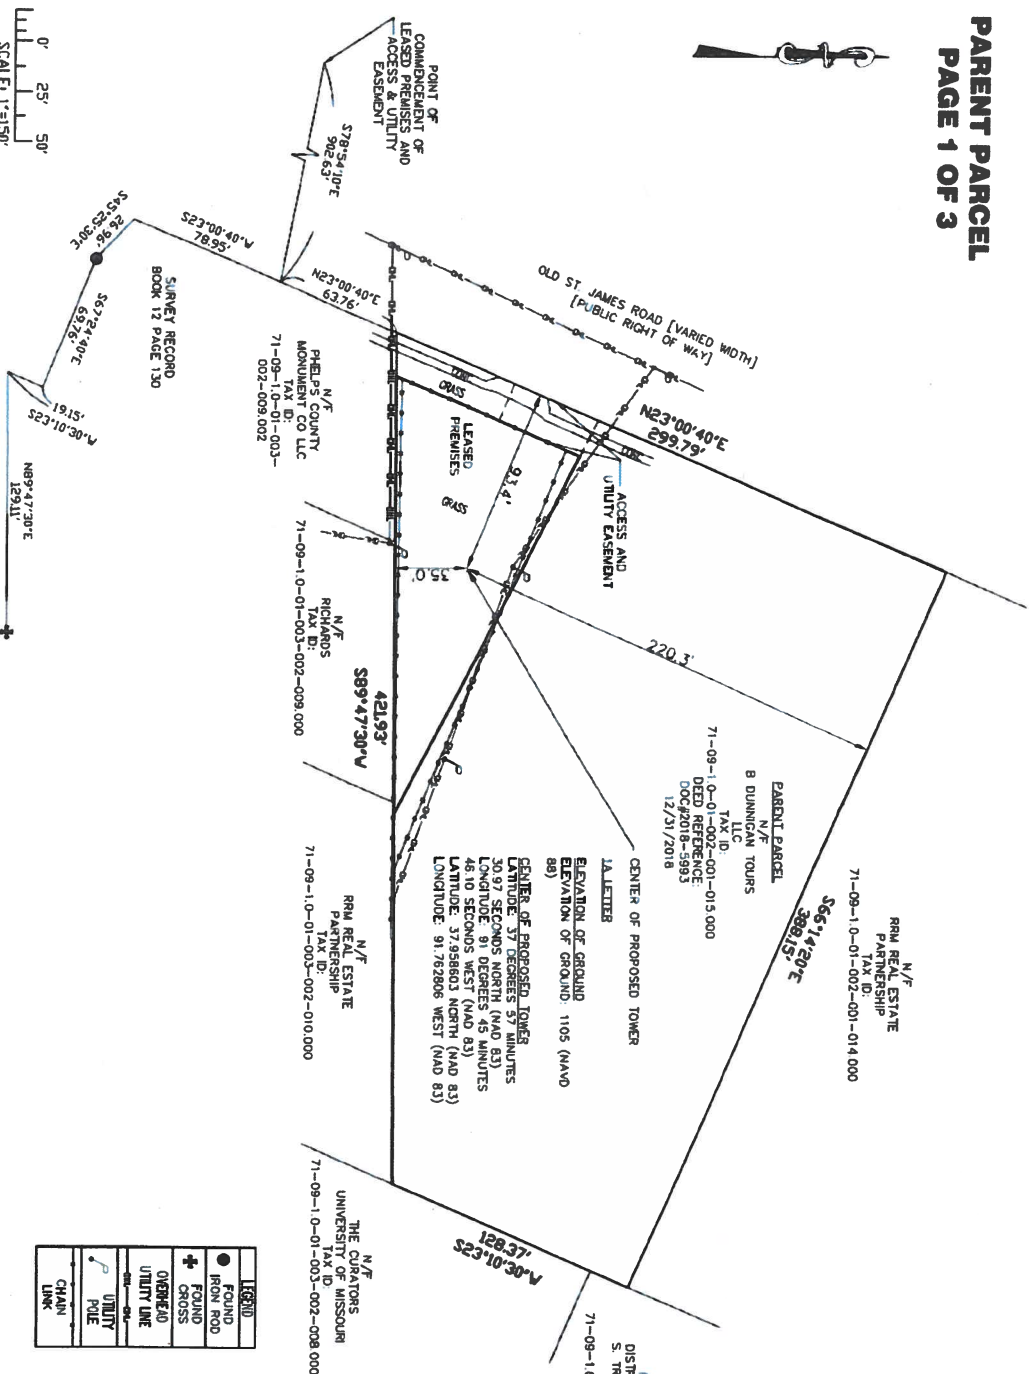 PARENT PARCEL
PAGE 1 OF 3
POINT OF
COMMENCEMENT OF
LEASED PREMISES AND
ACCESS & UTILITY
EASEMENT
S78°54'10"E
902.63'
OLD ST. JAMES ROAD [VARIED WIDTH]
[PUBLIC RIGHT OF WAY]
N23°00'40"E
299.79'
N23°00'40"E
63.76'
S23°00'40"W
78.95'
S45°25'30"E
26.96'
S67°24'40"E
69.76'
19.15'
S23°10'30"W
N89°47'30"E
129.11'
SURVEY RECORD
BOOK 12 PAGE 130
0' 25' 50'
SCALE: 1"=150'
CONC
GRASS
CONC
LEASED
PREMISES
GRASS
ACCESS AND
UTILITY EASEMENT
93.4'
35.0'
220.3'
N/F
PHELPS COUNTY
MONUMENT CO LLC
TAX ID:
71-09-1.0-01-003-
002-009.002
N/F
RICHARDS
TAX ID:
71-09-1.0-01-003-002-009.000
421.93'
S89°47'30"W
PARENT PARCEL
N/F
B DUNNIGAN TOURS
LLC
TAX ID:
71-09-1.0-01-002-001-015.000
DEED REFERENCE:
DOC#2018-5993
12/31/2018
N/F
RRM REAL ESTATE
PARTNERSHIP
TAX ID:
71-09-1.0-01-002-001-014.000
S66°14'20"E
388.15'
CENTER OF PROPOSED TOWER
1A LETTER
ELEVATION OF GROUND
ELEVATION OF GROUND: 1105 (NAVD
88)
CENTER OF PROPOSED TOWER
LATITUDE: 37 DEGREES 57 MINUTES
30.97 SECONDS NORTH (NAD 83)
LONGITUDE: 91 DEGREES 45 MINUTES
46.10 SECONDS WEST (NAD 83)
LATITUDE: 37.958603 NORTH (NAD 83)
LONGITUDE: 91.762806 WEST (NAD 83)
N/F
RRM REAL ESTATE
PARTNERSHIP
TAX ID:
71-09-1.0-01-003-002-010.000
128.37'
S23°10'30"W
N/F
THE CURATORS
UNIVERSITY OF MISSOURI
TAX ID:
71-09-1.0-01-003-002-008.000
71-09-1.0
LEGEND
FOUND
IRON ROD
FOUND
CROSS
OVERHEAD
UTILITY LINE
UTILITY
POLE
CHAIN
LINK